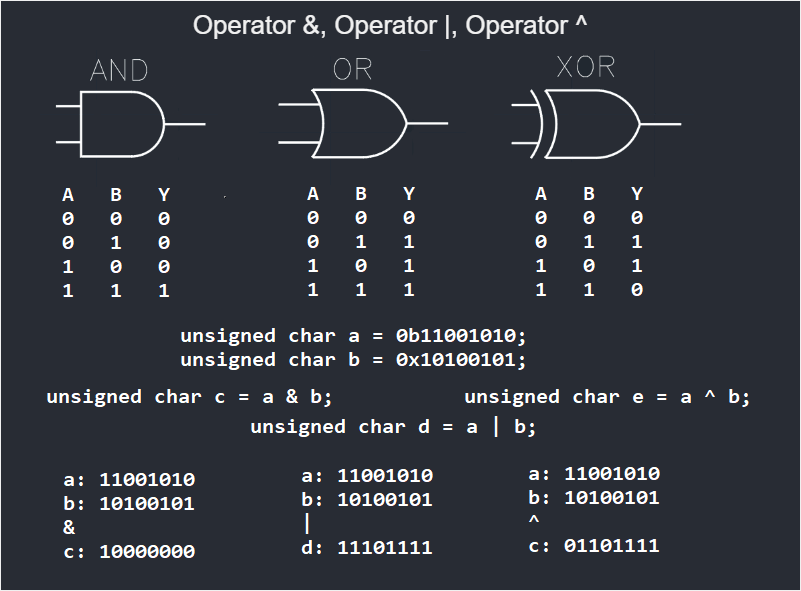 Operator &, Operator |, Operator ^
AND OR XOR
A B Y A B Y A B Y
0 0 0 0 0 0 0 0 0
0 1 0 0 1 1 0 1 1
1 0 0 1 0 1 1 0 1
1 1 1 1 1 1 1 1 0
unsigned char a = 0b11001010;
unsigned char b = 0x10100101;
unsigned char c = a & b; unsigned char e = a ^ b;
unsigned char d = a | b;
a: 11001010 a: 11001010 a: 11001010
b: 10100101 b: 10100101 b: 10100101
& | ^
c: 10000000 d: 11101111 c: 01101111